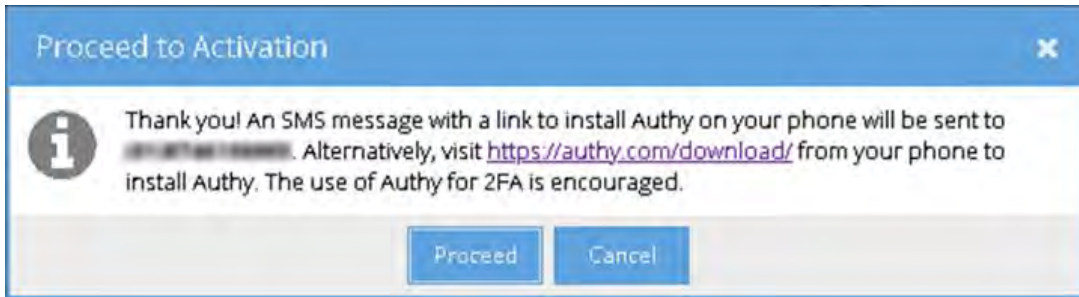 Proceed to Activation
Thank you! An SMS message with a link to install Authy on your phone will be sent to
. Alternatively, visit https://authy.com/download/ from your phone to
install Authy. The use of Authy for 2FA is encouraged.
Proceed
Cancel